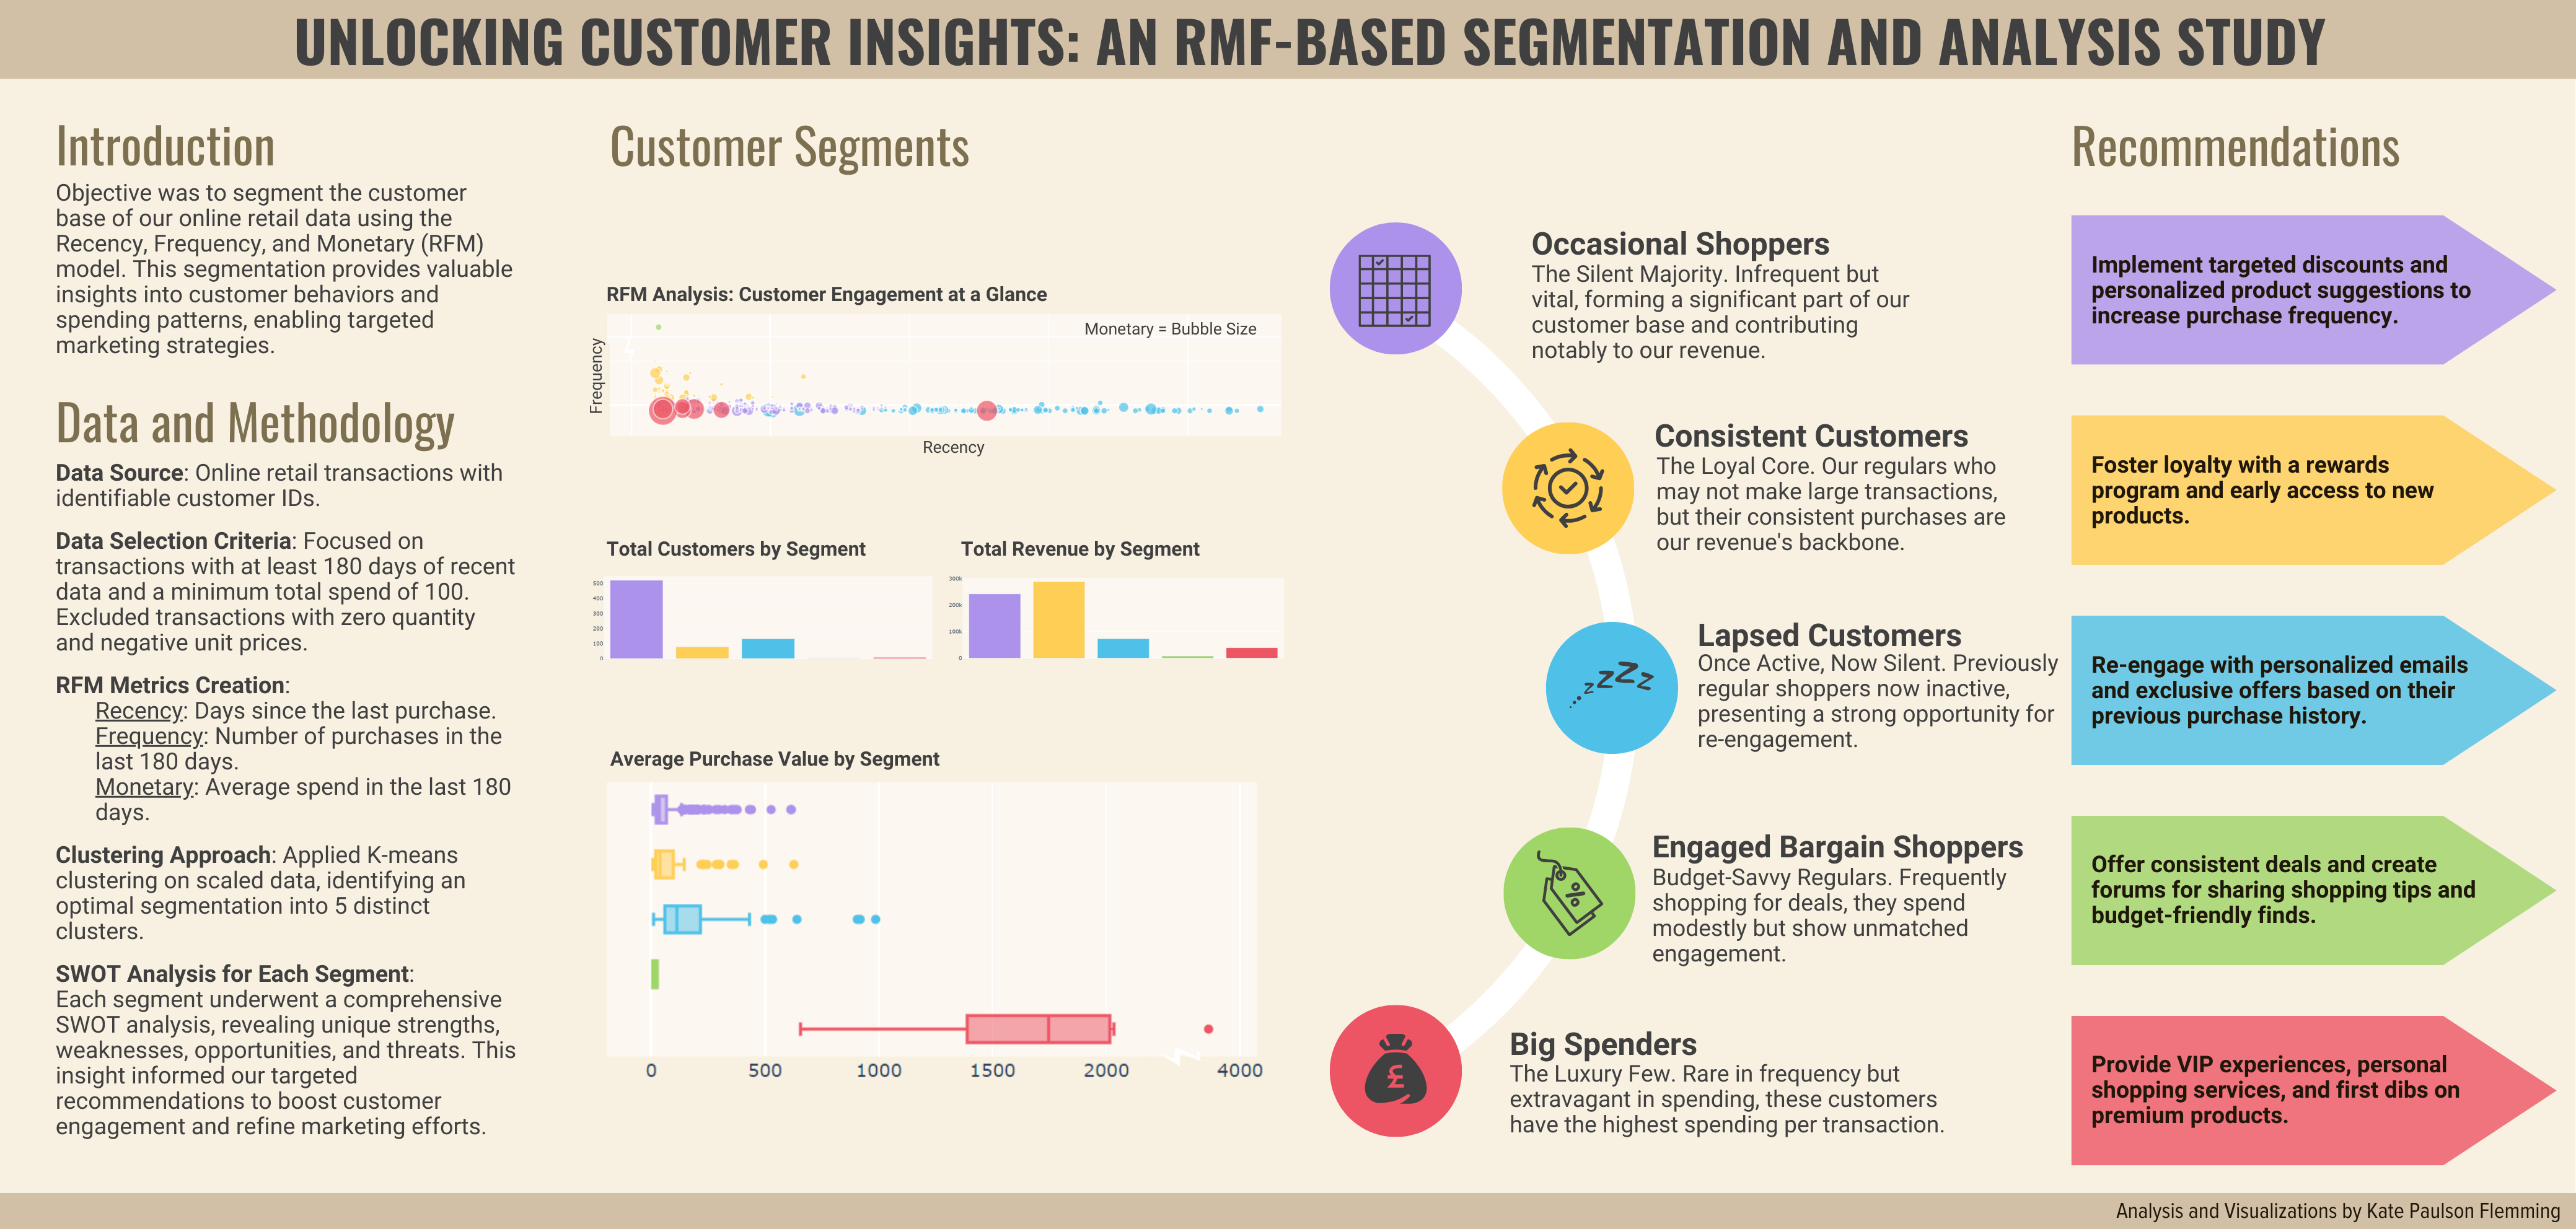 UNLOCKING CUSTOMER INSIGHTS: AN RMF-BASED SEGMENTATION AND ANALYSIS STUDY
Introduction
Objective was to segment the customer
base of our online retail data using the
Recency, Frequency, and Monetary (RFM)
model. This segmentation provides valuable
insights into customer behaviors and
spending patterns, enabling targeted
marketing strategies.
Data and Methodology
Data Source: Online retail transactions with
identifiable customer IDs.
Data Selection Criteria: Focused on
transactions with at least 180 days of recent
data and a minimum total spend of 100.
Excluded transactions with zero quantity
and negative unit prices.
RFM Metrics Creation:
Recency: Days since the last purchase.
Frequency: Number of purchases in the
last 180 days.
Monetary: Average spend in the last 180
days.
Clustering Approach: Applied K-means
clustering on scaled data, identifying an
optimal segmentation into 5 distinct
clusters.
SWOT Analysis for Each Segment:
Each segment underwent a comprehensive
SWOT analysis, revealing unique strengths,
weaknesses, opportunities, and threats. This
insight informed our targeted
recommendations to boost customer
engagement and refine marketing efforts.
Customer Segments
RFM Analysis: Customer Engagement at a Glance
Monetary = Bubble Size
Frequency
Recency
Total Customers by Segment
500
400
300
200
100
0
Total Revenue by Segment
300k
200k
100k
0
Average Purchase Value by Segment
0 500 1000 1500 2000 4000
Occasional Shoppers
The Silent Majority. Infrequent but
vital, forming a significant part of our
customer base and contributing
notably to our revenue.
Consistent Customers
The Loyal Core. Our regulars who
may not make large transactions,
but their consistent purchases are
our revenue's backbone.
z z Z z
Lapsed Customers
Once Active, Now Silent. Previously
regular shoppers now inactive,
presenting a strong opportunity for
re-engagement.
%
Engaged Bargain Shoppers
Budget-Savvy Regulars. Frequently
shopping for deals, they spend
modestly but show unmatched
engagement.
£
Big Spenders
The Luxury Few. Rare in frequency but
extravagant in spending, these customers
have the highest spending per transaction.
Recommendations
Implement targeted discounts and
personalized product suggestions to
increase purchase frequency.
Foster loyalty with a rewards
program and early access to new
products.
Re-engage with personalized emails
and exclusive offers based on their
previous purchase history.
Offer consistent deals and create
forums for sharing shopping tips and
budget-friendly finds.
Provide VIP experiences, personal
shopping services, and first dibs on
premium products.
Analysis and Visualizations by Kate Paulson Flemming